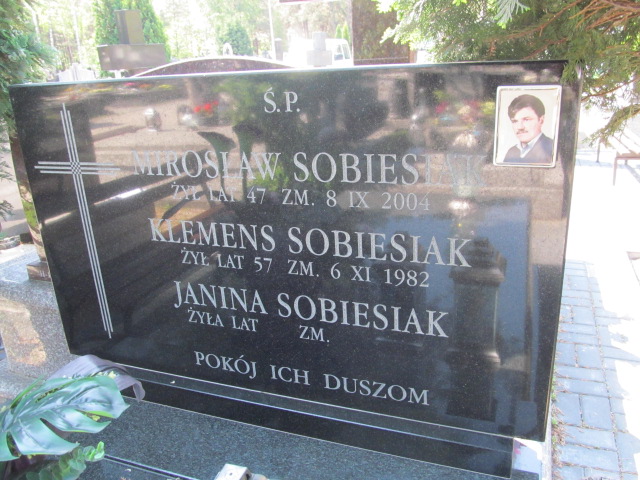 Ś.P.
MIROSŁAW SOBIESIAK
ŻYŁ LAT 47 ZM. 8 IX 2004
KLEMENS SOBIESIAK
ŻYŁ LAT 57 ZM. 6 XI 1982
JANINA SOBIESIAK
ŻYŁA LAT ZM.
POKÓJ ICH DUSZOM